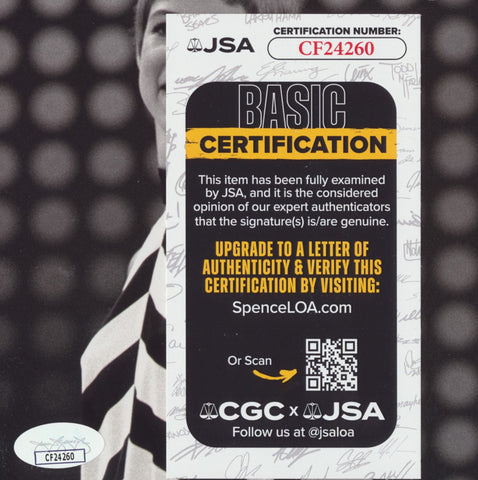 JSA
CERTIFICATION NUMBER:
CF24260
BASIC
CERTIFICATION
This item has been fully examined
by JSA, and it is the considered
opinion of our expert authenticators
that the signature(s) is/are genuine.
UPGRADE TO A LETTER OF
AUTHENTICITY & VERIFY THIS
CERTIFICATION BY VISITING:
SpenceLOA.com
Or Scan
CGC x JSA
Follow us at @jsaloa
CF24260